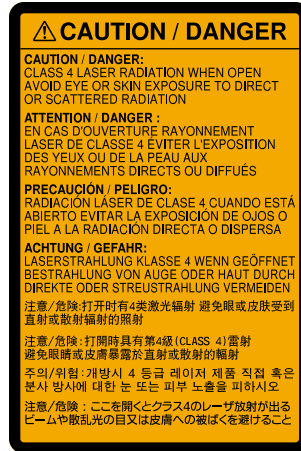 ⚠ CAUTION / DANGER
CAUTION / DANGER:
CLASS 4 LASER RADIATION WHEN OPEN
AVOID EYE OR SKIN EXPOSURE TO DIRECT
OR SCATTERED RADIATION
ATTENTION / DANGER :
EN CAS D'OUVERTURE RAYONNEMENT
LASER DE CLASSE 4 ÉVITER L'EXPOSITION
DES YEUX OU DE LA PEAU AUX
RAYONNEMENTS DIRECTS OU DIFFUÉS
PRECAUCIÓN / PELIGRO:
RADIACIÓN LÁSER DE CLASE 4 CUANDO ESTÁ
ABIERTO EVITAR LA EXPOSICIÓN DE OJOS O
PIEL A LA RADIACIÓN DIRECTA O DISPERSA
ACHTUNG / GEFAHR:
LASERSTRAHLUNG KLASSE 4 WENN GEÖFFNET
BESTRAHLUNG VON AUGE ODER HAUT DURCH
DIREKTE ODER STREUSTRAHLUNG VERMEIDEN
注意/危险:打开时有4类激光辐射 避免眼或皮肤受到
直射或散射辐射的照射
注意/危險:打開時具有第4級(CLASS 4)雷射
避免眼睛或皮膚暴露於直射或散射的輻射
주의/위험: 개방시 4 등급 레이저 제품 직접 혹은
분사 방사에 대한 눈 또는 피부 노출을 피하시오
注意/危険：ここを開くとクラス4のレーザ放射が出る
ビームや散乱光の目又は皮膚への被ばくを避けること